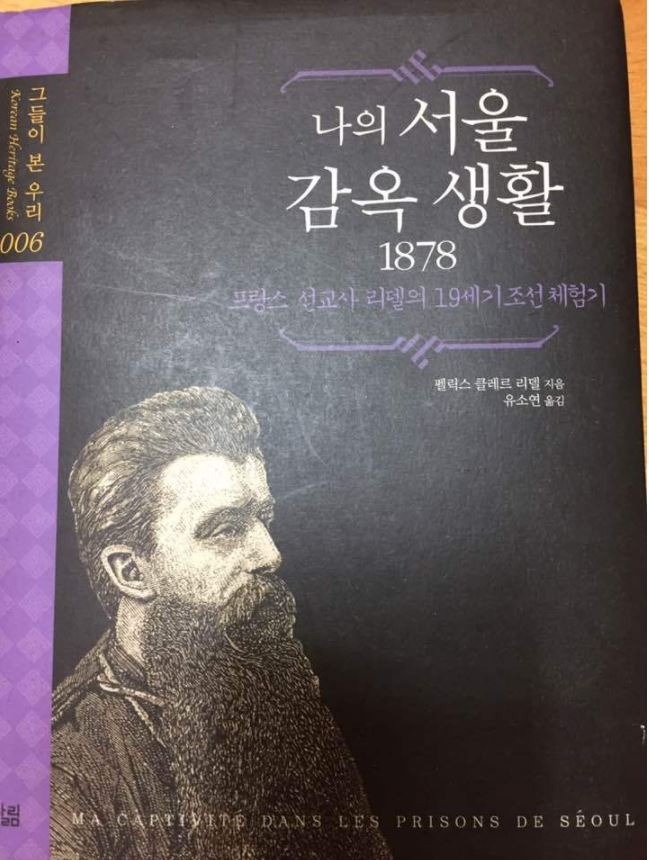 그들이 본 우리
Korean Heritage Books
006
나의 서울
감옥 생활
1878
프랑스 선교사 리델의 19세기 조선 체험기
펠릭스 클레르 리델 지음
유소연 옮김
MA CAPTIVITÉ DANS LES PRISONS DE SÉOUL